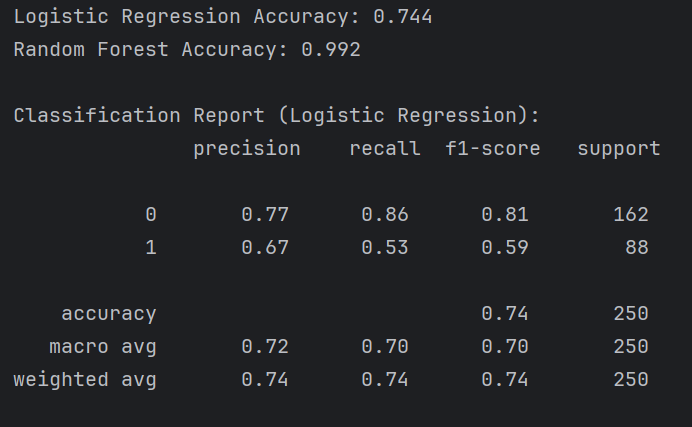 Logistic Regression Accuracy: 0.744
Random Forest Accuracy: 0.992
Classification Report (Logistic Regression):
precision recall f1-score support
0 0.77 0.86 0.81 162
1 0.67 0.53 0.59 88
accuracy 0.74 250
macro avg 0.72 0.70 0.70 250
weighted avg 0.74 0.74 0.74 250